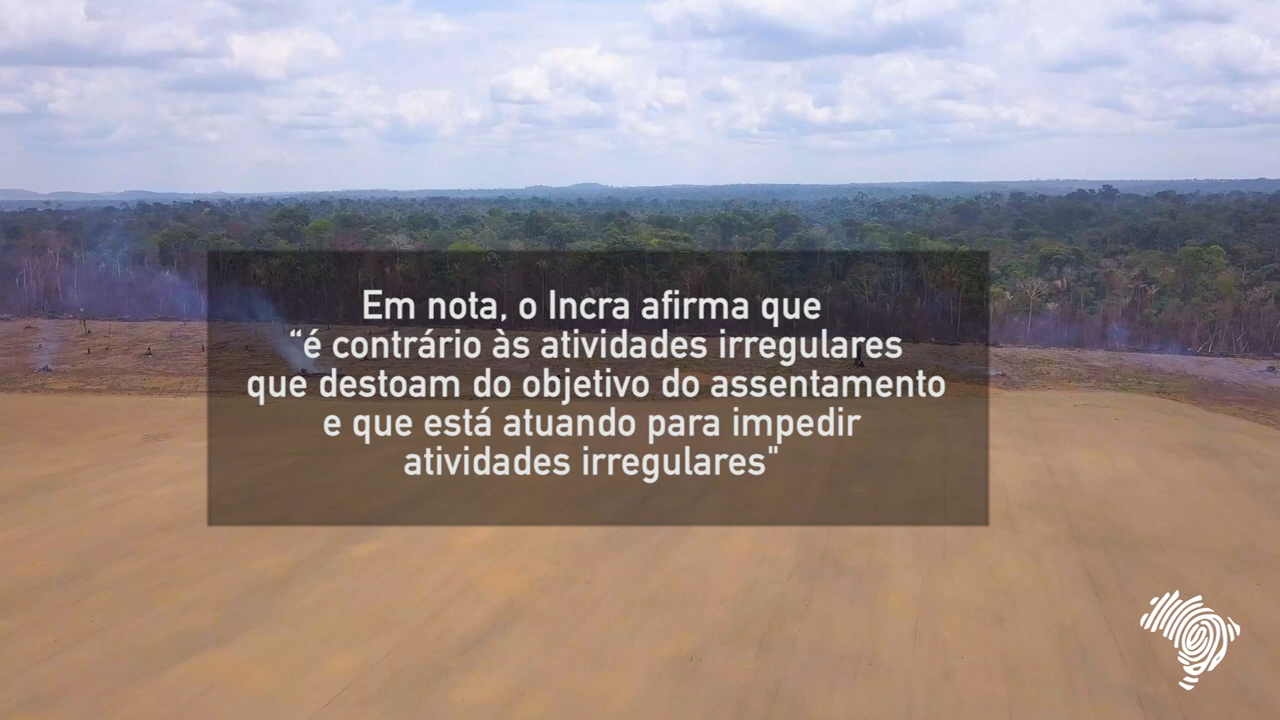 Em nota, o Incra afirma que
“é contrário às atividades irregulares
que destoam do objetivo do assentamento
e que está atuando para impedir
atividades irregulares"